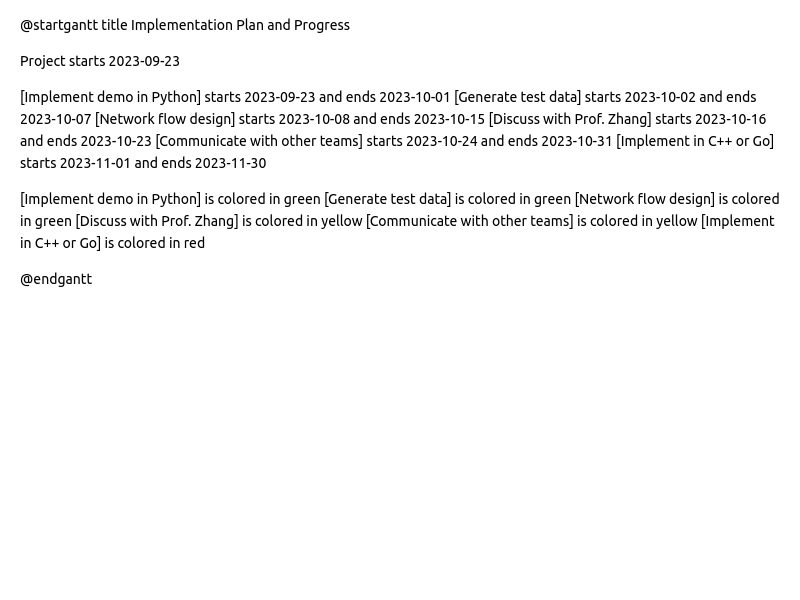 @startgantt title Implementation Plan and Progress
Project starts 2023-09-23
[Implement demo in Python] starts 2023-09-23 and ends 2023-10-01 [Generate test data] starts 2023-10-02 and ends
2023-10-07 [Network flow design] starts 2023-10-08 and ends 2023-10-15 [Discuss with Prof. Zhang] starts 2023-10-16
and ends 2023-10-23 [Communicate with other teams] starts 2023-10-24 and ends 2023-10-31 [Implement in C++ or Go]
starts 2023-11-01 and ends 2023-11-30
[Implement demo in Python] is colored in green [Generate test data] is colored in green [Network flow design] is colored
in green [Discuss with Prof. Zhang] is colored in yellow [Communicate with other teams] is colored in yellow [Implement
in C++ or Go] is colored in red
@endgantt